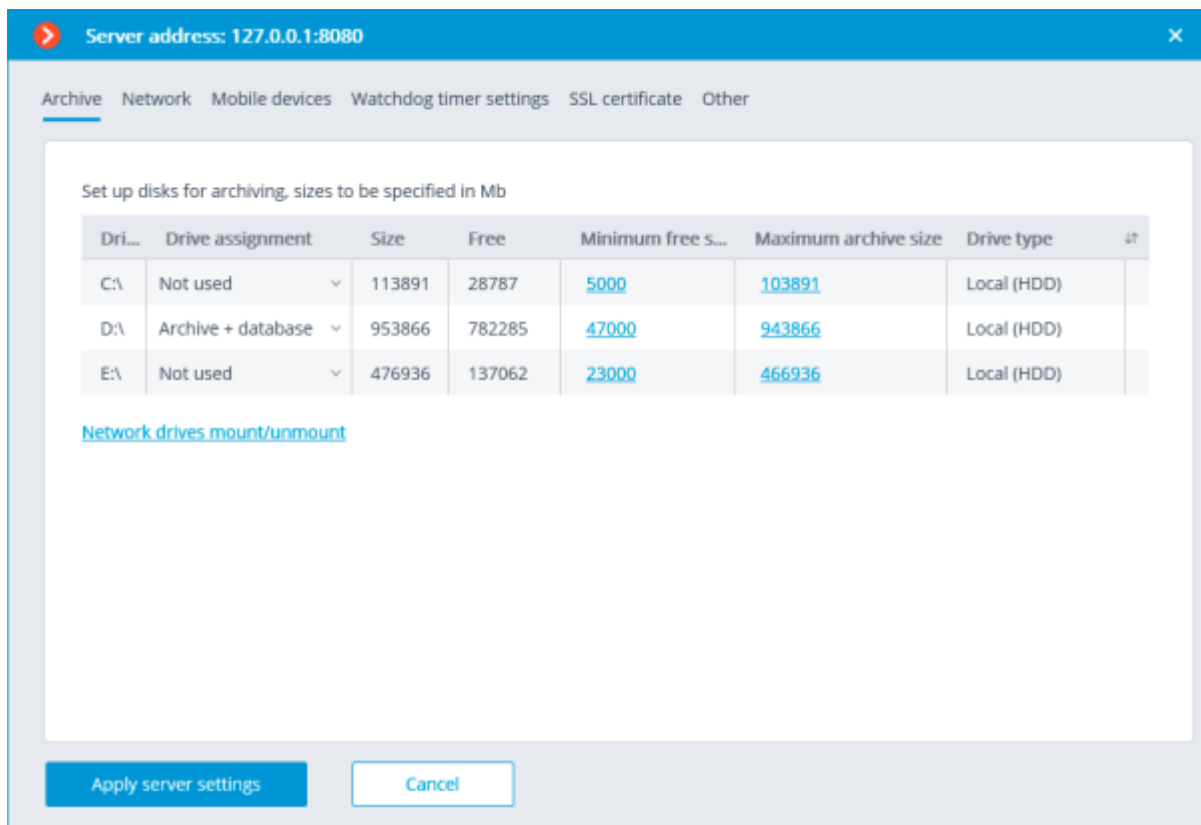 Server address: 127.0.0.1:8080
Archive Network Mobile devices Watchdog timer settings SSL certificate Other
Set up disks for archiving, sizes to be specified in Mb
Dri... Drive assignment Size Free Minimum free s... Maximum archive size Drive type
C:\ Not used 113891 28787 5000 103891 Local (HDD)
D:\ Archive + database 953866 782285 47000 943866 Local (HDD)
E:\ Not used 476936 137062 23000 466936 Local (HDD)
Network drives mount/unmount
Apply server settings Cancel